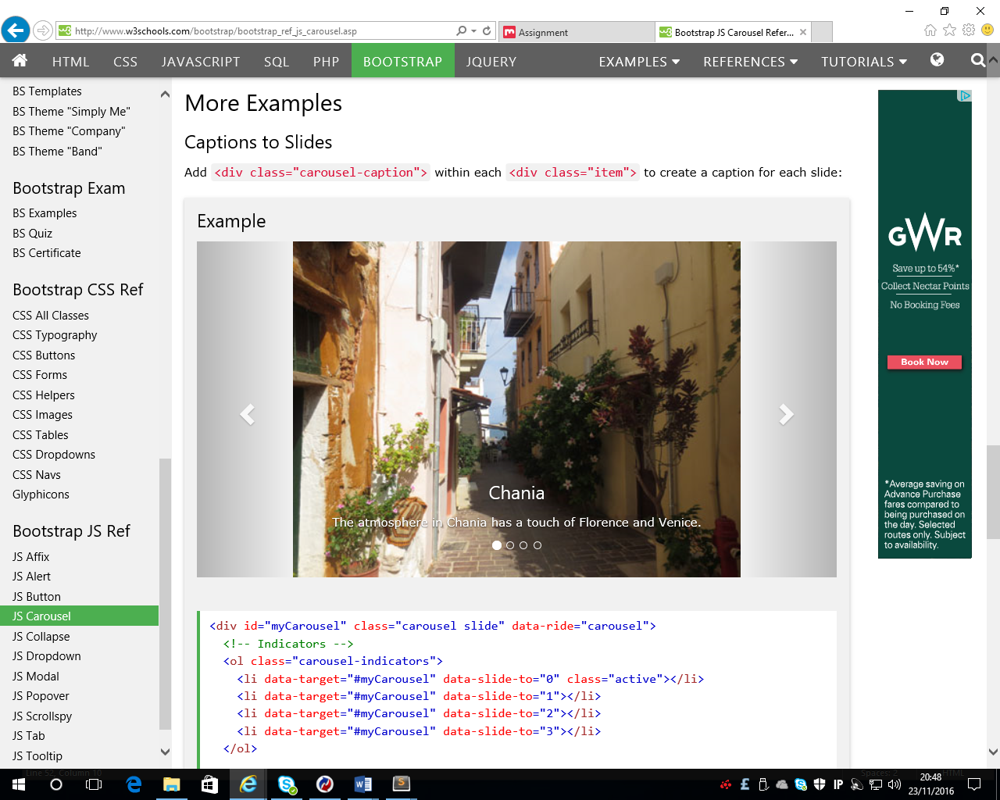 http://www.w3schools.com/bootstrap/bootstrap_ref_js_carousel.asp
Assignment
Bootstrap JS Carousel Refer...
HTML
CSS
JAVASCRIPT
SQL
PHP
BOOTSTRAP
JQUERY
EXAMPLES
REFERENCES
TUTORIALS
BS Templates
BS Theme "Simply Me"
BS Theme "Company"
BS Theme "Band"
Bootstrap Exam
BS Examples
BS Quiz
BS Certificate
Bootstrap CSS Ref
CSS All Classes
CSS Typography
CSS Buttons
CSS Forms
CSS Helpers
CSS Images
CSS Tables
CSS Dropdowns
CSS Navs
Glyphicons
Bootstrap JS Ref
JS Affix
JS Alert
JS Button
JS Carousel
JS Collapse
JS Dropdown
JS Modal
JS Popover
JS Scrollspy
JS Tab
JS Tooltip
More Examples
Captions to Slides
Add <div class="carousel-caption"> within each <div class="item"> to create a caption for each slide:
Example
Chania
The atmosphere in Chania has a touch of Florence and Venice.
<div id="myCarousel" class="carousel slide" data-ride="carousel">
<!-- Indicators -->
<ol class="carousel-indicators">
<li data-target="#myCarousel" data-slide-to="0" class="active"></li>
<li data-target="#myCarousel" data-slide-to="1"></li>
<li data-target="#myCarousel" data-slide-to="2"></li>
<li data-target="#myCarousel" data-slide-to="3"></li>
</ol>
GWR
Save up to 54%*
Collect Nectar Points
No Booking Fees
Book Now
*Average saving on
Advance Purchase
fares compared to
being purchased on
the day. Selected
routes only. Subject
to availability.
Line 52, Column 10
Spaces: 2
HTML
IP
20:48
23/11/2016